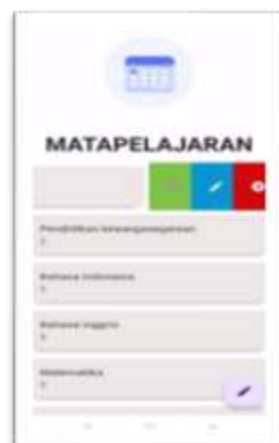 MATAPELAJARAN
Pendidikan kewarganegaraan
Bahasa Indonesia
Bahasa inggris
Matematika